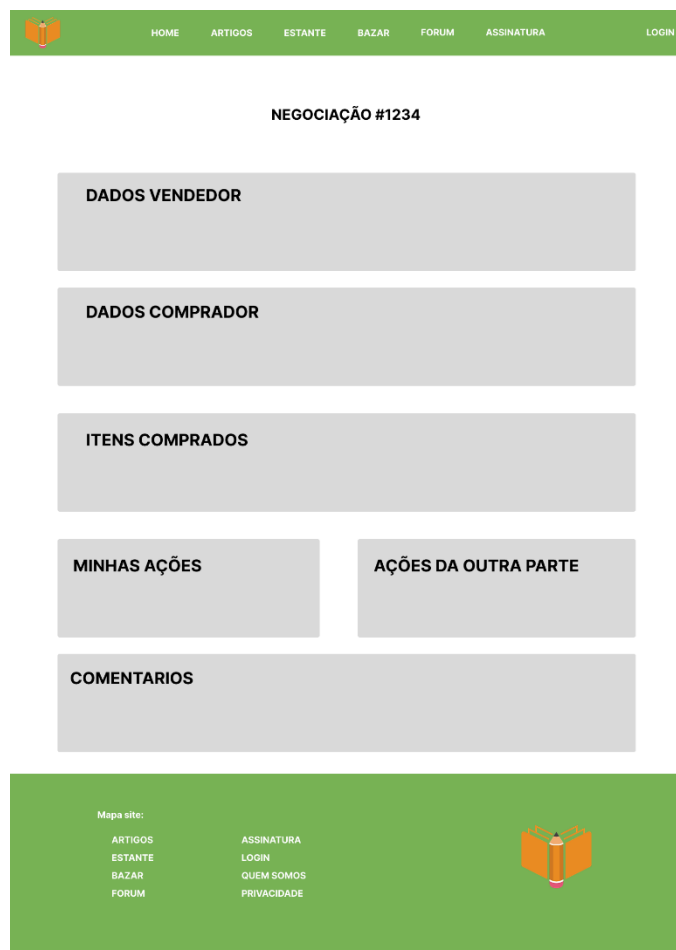 HOME ARTIGOS ESTANTE BAZAR FORUM ASSINATURA LOGIN
NEGOCIAÇÃO #1234
DADOS VENDEDOR
DADOS COMPRADOR
ITENS COMPRADOS
MINHAS AÇÕES
AÇÕES DA OUTRA PARTE
COMENTARIOS
Mapa site:
ARTIGOS
ESTANTE
BAZAR
FORUM
ASSINATURA
LOGIN
QUEM SOMOS
PRIVACIDADE